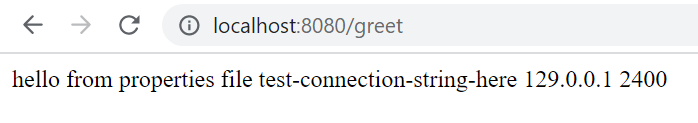 localhost:8080/greet
hello from properties file test-connection-string-here 129.0.0.1 2400